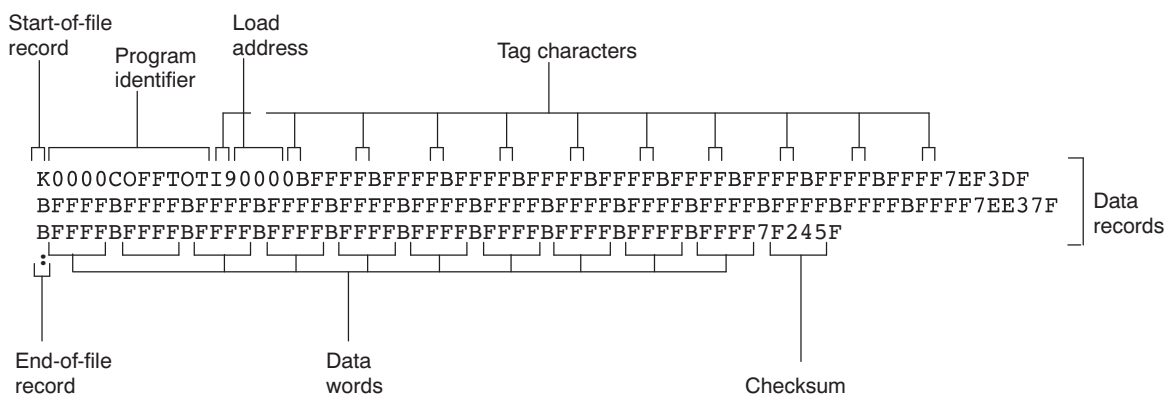 Start-of-file
record
Program
identifier
Load
address
Tag characters
K0000COFFTOTI90000BFFFFBFFFFBFFFFBFFFFBFFFFBFFFFBFFFFBFFFFBFFFF7EF3DF
BFFFFBFFFFBFFFFBFFFFBFFFFBFFFFBFFFFBFFFFBFFFFBFFFFBFFFFBFFFFBFFFF7EE37F
BFFFFBFFFFBFFFFBFFFFBFFFFBFFFFBFFFFBFFFFBFFFFBFFFF7F245F
:
Data
records
End-of-file
record
Data
words
Checksum